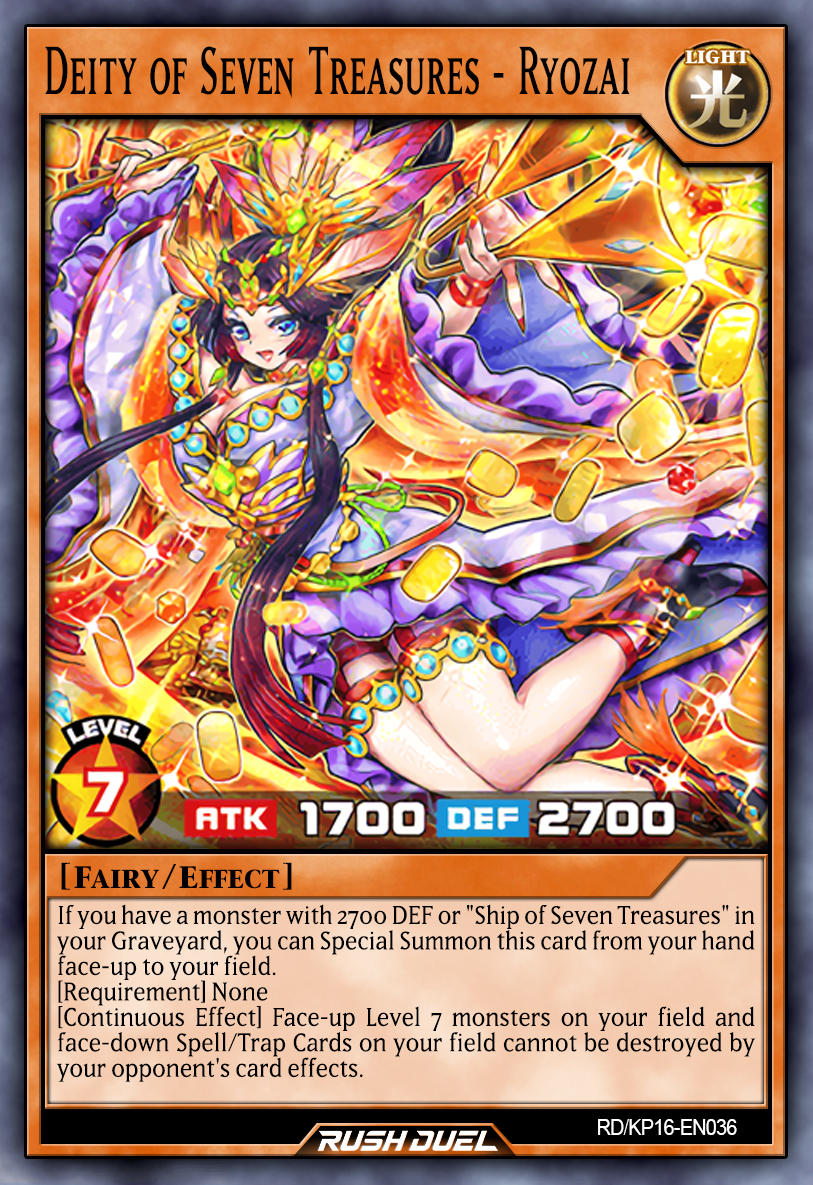 Deity of Seven Treasures - Ryozai
LIGHT
光
LEVEL
7
ATK 1700 DEF 2700
[Fairy/Effect]
If you have a monster with 2700 DEF or "Ship of Seven Treasures" in
your Graveyard, you can Special Summon this card from your hand
face-up to your field.
[Requirement] None
[Continuous Effect] Face-up Level 7 monsters on your field and
face-down Spell/Trap Cards on your field cannot be destroyed by
your opponent's card effects.
RD/KP16-EN036
RUSH DUEL